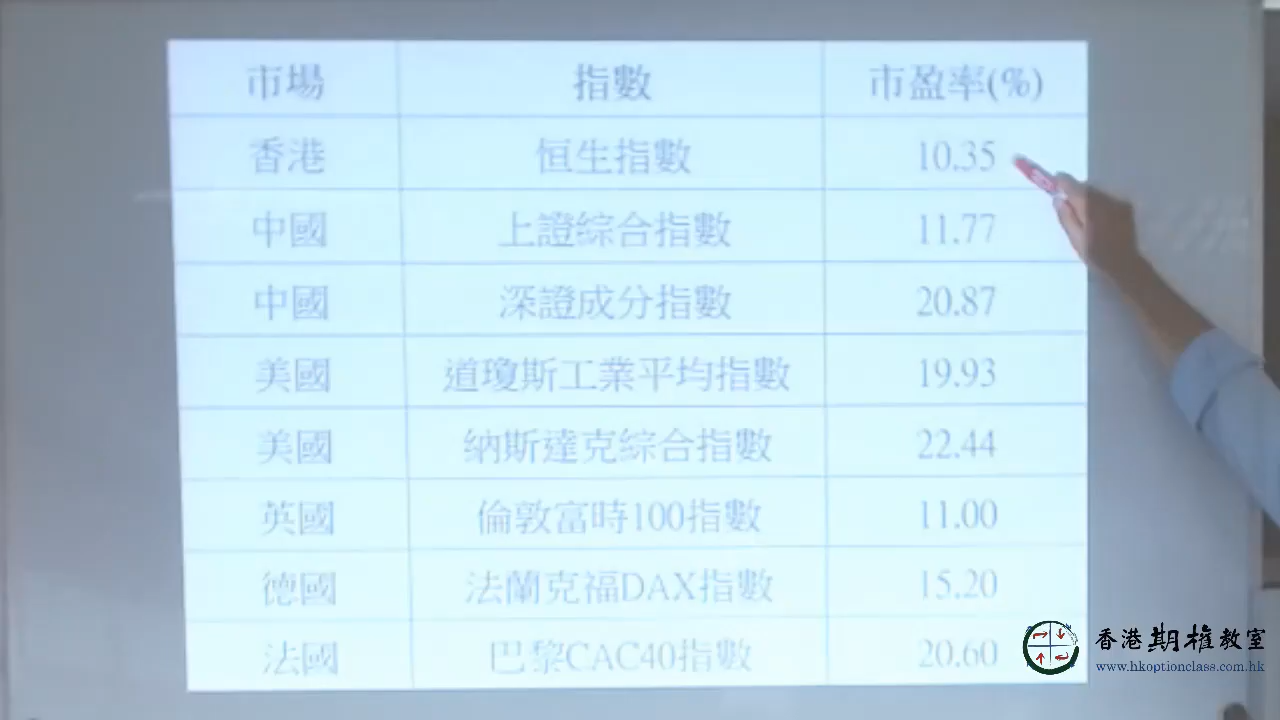 市場 指數 市盈率(%)
香港 恒生指數 10.35
中國 上證綜合指數 11.77
中國 深證成分指數 20.87
美國 道瓊斯工業平均指數 19.93
美國 納斯達克綜合指數 22.44
英國 倫敦富時100指數 11.00
德國 法蘭克福DAX指數 15.20
法國 巴黎CAC40指數 20.60
香港期權教室
www.hkoptionclass.com.hk